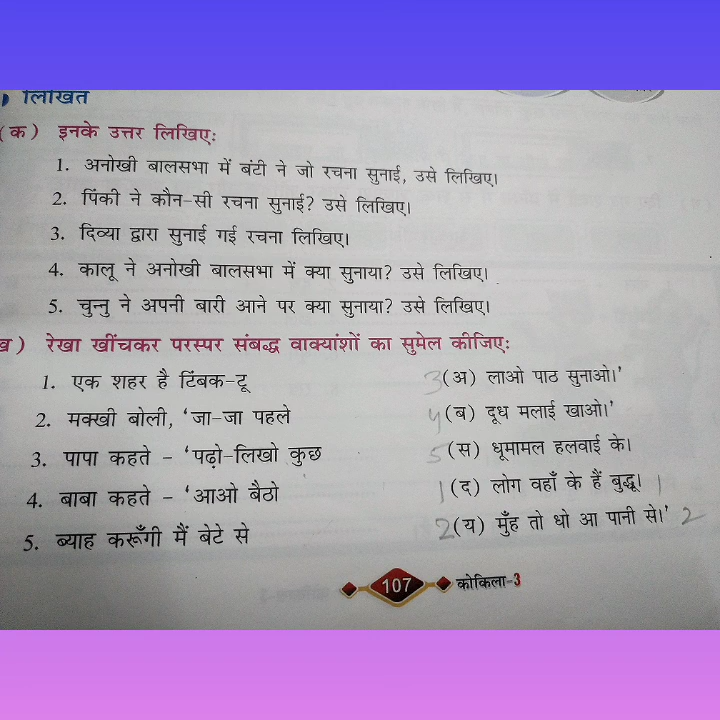 लिखित
(क) इनके उत्तर लिखिए:
1. अनोखी बालसभा में बंटी ने जो रचना सुनाई, उसे लिखिए।
2. पिंकी ने कौन-सी रचना सुनाई? उसे लिखिए।
3. दिव्या द्वारा सुनाई गई रचना लिखिए।
4. कालू ने अनोखी बालसभा में क्या सुनाया? उसे लिखिए।
5. चुन्नु ने अपनी बारी आने पर क्या सुनाया? उसे लिखिए।
ख) रेखा खींचकर परस्पर संबद्ध वाक्यांशों का सुमेल कीजिए:
1. एक शहर है टिंबक-टू 3(अ) लाओ पाठ सुनाओ।'
2. मक्खी बोली, 'जा-जा पहले 4(ब) दूध मलाई खाओ।'
3. पापा कहते - 'पढ़ो-लिखो कुछ 5(स) धूमामल हलवाई के।
4. बाबा कहते - 'आओ बैठो 1(द) लोग वहाँ के हैं बुद्धू। 1
5. ब्याह करूँगी मैं बेटे से 2(य) मुँह तो धो आ पानी से।' 2
107 कोकिला-3